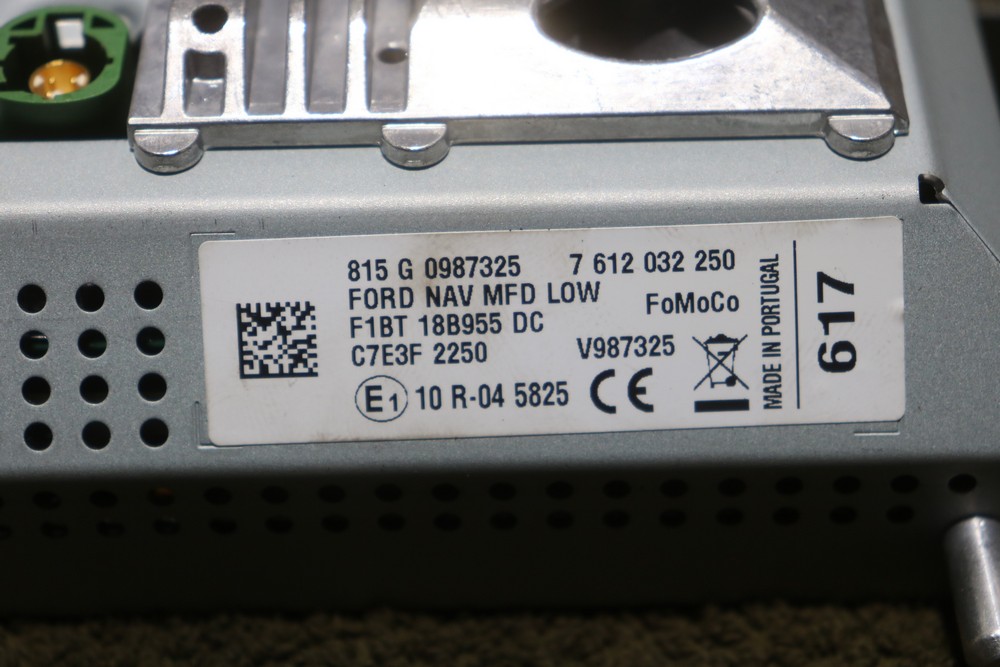 815 G 0987325 7 612 032 250
FORD NAV MFD LOW
FoMoCo
F1BT 18B955 DC
C7E3F 2250
V987325
E1 10 R-04 5825
CE
MADE IN PORTUGAL
617